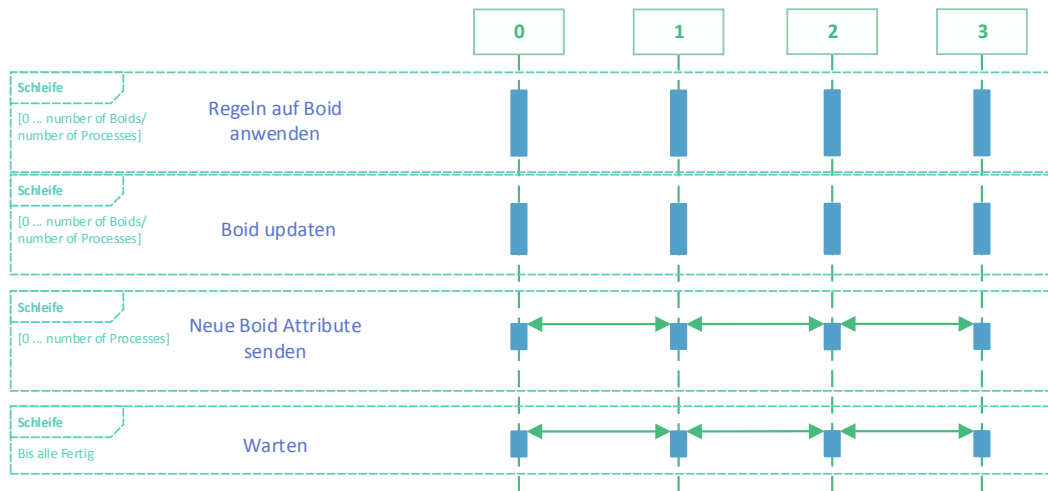 0 1 2 3
Schleife
[0 ... number of Boids/
number of Processes]
Regeln auf Boid
anwenden
Schleife
[0 ... number of Boids/
number of Processes]
Boid updaten
Schleife
[0 ... number of Processes]
Neue Boid Attribute
senden
Schleife
Bis alle Fertig
Warten